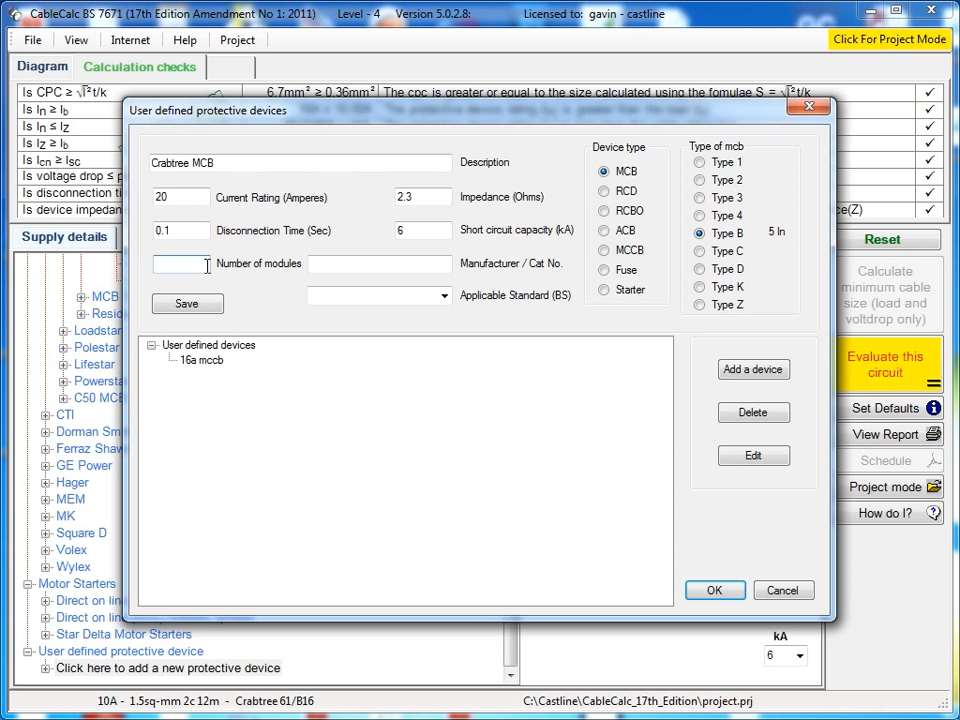 CableCalc BS 7671 (17th Edition Amendment No 1: 2011) Level - 4 Version 5.0.2.8: Licensed to: gavin - castline
File View Internet Help Project Click For Project Mode
Diagram Calculation checks
Is CPC ≥ √I²t/k 6.7mm² ≥ 0.36mm² The cpc is greater or equal to the size calculated using the fomulae S = √I²t/k ✓
Is In ≥ Ib ✓
Is In ≤ Iz ✓
Is Iz ≥ Ib ✓
Is Icn ≥ Isc ✓
Is voltage drop ≤ p ✓
Is disconnection tim ✓
Is device impedanc ce(Z) ✓
User defined protective devices
Crabtree MCB Description
20 Current Rating (Amperes) 2.3 Impedance (Ohms)
0.1 Disconnection Time (Sec) 6 Short circuit capacity (kA)
Number of modules Manufacturer / Cat No.
Save Applicable Standard (BS)
Device type
MCB
RCD
RCBO
ACB
MCCB
Fuse
Starter
Type of mcb
Type 1
Type 2
Type 3
Type 4
Type B 5 In
Type C
Type D
Type K
Type Z
User defined devices
16a mccb
Add a device
Delete
Edit
OK Cancel
Supply details
MCB
Resid
Loadstar
Polestar
Lifestar
Powersta
C50 MCB
CTI
Dorman Sm
Ferraz Shaw
GE Power
Hager
MEM
MK
Square D
Volex
Wylex
Motor Starters
Direct on line
Direct on line
Star Delta Motor Starters
User defined protective device
Click here to add a new protective device
Reset
Calculate
minimum cable
size (load and
voltdrop only)
Evaluate this
circuit
Set Defaults
View Report
Schedule
Project mode
How do I?
kA
6
10A - 1.5sq-mm 2c 12m - Crabtree 61/B16 C:\Castline\CableCalc_17th_Edition\project.prj